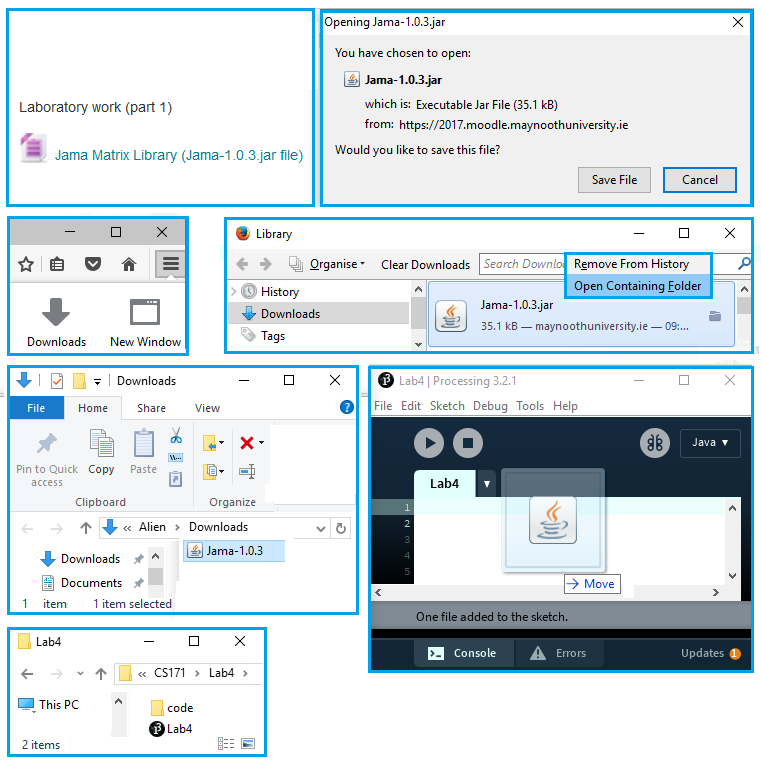 Laboratory work (part 1)
Jama Matrix Library (Jama-1.0.3.jar file)
Opening Jama-1.0.3.jar
You have chosen to open:
Jama-1.0.3.jar
which is: Executable Jar File (35.1 kB)
from: https://2017.moodle.maynoothuniversity.ie
Would you like to save this file?
Save File Cancel
Downloads New Window
Library
Organise Clear Downloads Search Downlo
Remove From History
Open Containing Folder
History
Downloads
Tags
Jama-1.0.3.jar
35.1 kB — maynoothuniversity.ie — 09:...
Downloads
File Home Share View
Pin to Quick access Copy Paste
Clipboard Organize
« Alien > Downloads
Downloads
Documents
Jama-1.0.3
1 item 1 item selected
Lab4 | Processing 3.2.1
File Edit Sketch Debug Tools Help
Java
Lab4
1
2
3
4
5
Move
One file added to the sketch.
Console Errors Updates 1
Lab4
« CS171 > Lab4 >
This PC
code
Lab4
2 items